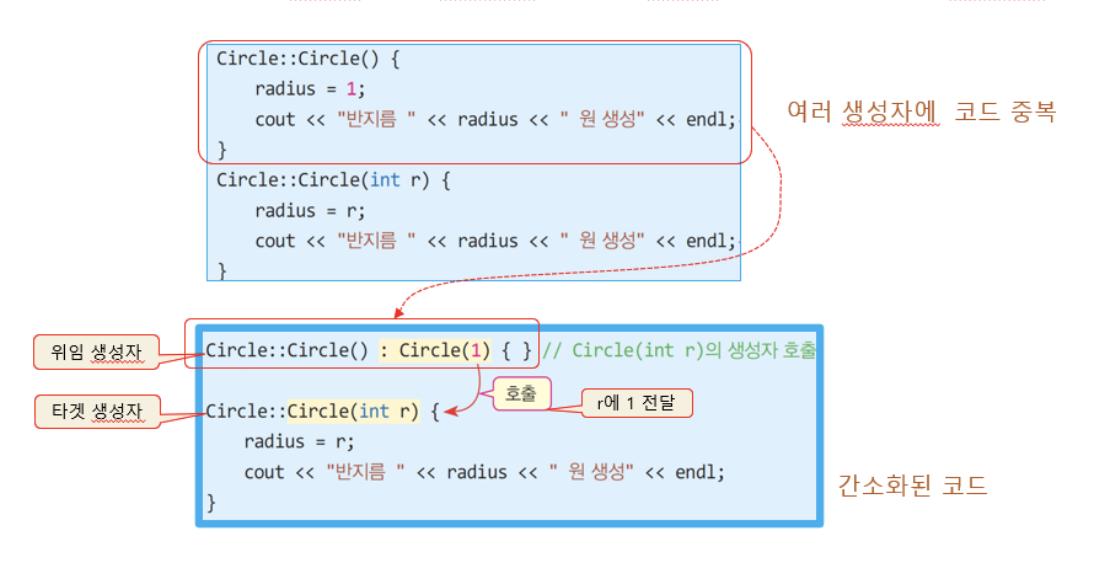 Circle::Circle() {
radius = 1;
cout << "반지름 " << radius << " 원 생성" << endl;
}
여러 생성자에 코드 중복
Circle::Circle(int r) {
radius = r;
cout << "반지름 " << radius << " 원 생성" << endl;
}
위임 생성자
Circle::Circle() : Circle(1) { } // Circle(int r)의 생성자 호출
호출
r에 1 전달
타겟 생성자
Circle::Circle(int r) {
radius = r;
cout << "반지름 " << radius << " 원 생성" << endl;
}
간소화된 코드